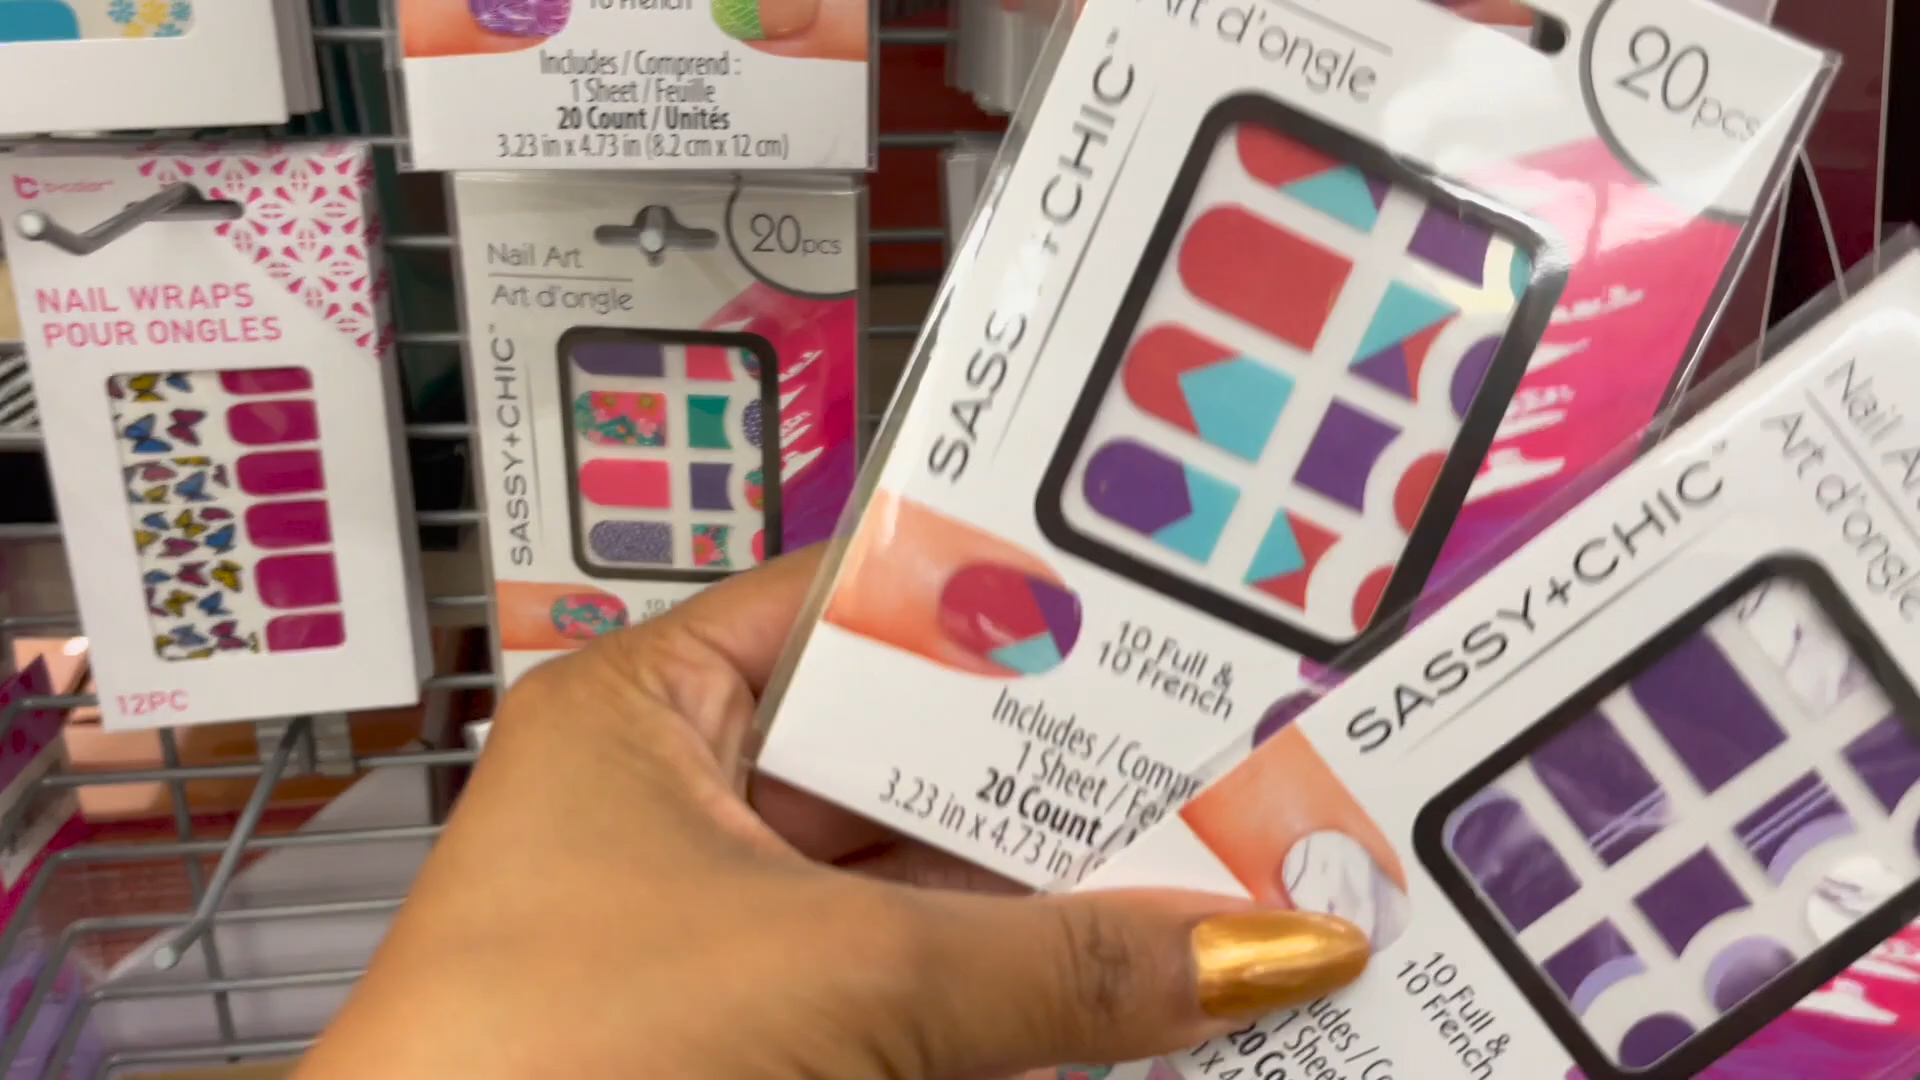 10 French
Includes / Comprend :
1 Sheet / Feuille
20 Count / Unités
3.23 in x 4.73 in (8.2 cm x 12 cm)
NAIL WRAPS
POUR ONGLES
12PC
Nail Art
Art d'ongle
20pcs
SASSY+CHIC
Art d'ongle
20pcs
SASSY+CHIC
10 Full &
10 French
Includes /
1 Sheet /
20 Count /
3.23 in x 4.73 in
Nail
Art d'ongle
SASSY+CHIC
10 Full &
10 French